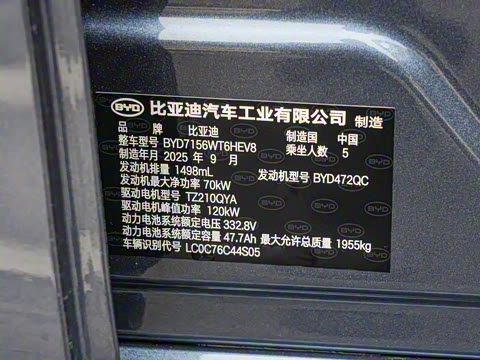 BYD 比亚迪汽车工业有限公司 制造
品 牌 比亚迪 制造国 中国
整车型号 BYD7156WT6HEV8 乘坐人数 5
制造年月 2025 年 9 月
发动机排量 1498mL 发动机型号 BYD472QC
发动机最大净功率 70kW
驱动电机型号 TZ210QYA
驱动电机峰值功率 120kW
动力电池系统额定电压 332.8V
动力电池系统额定容量 47.7Ah 最大允许总质量 1955kg
车辆识别代号 LC0C76C44S05